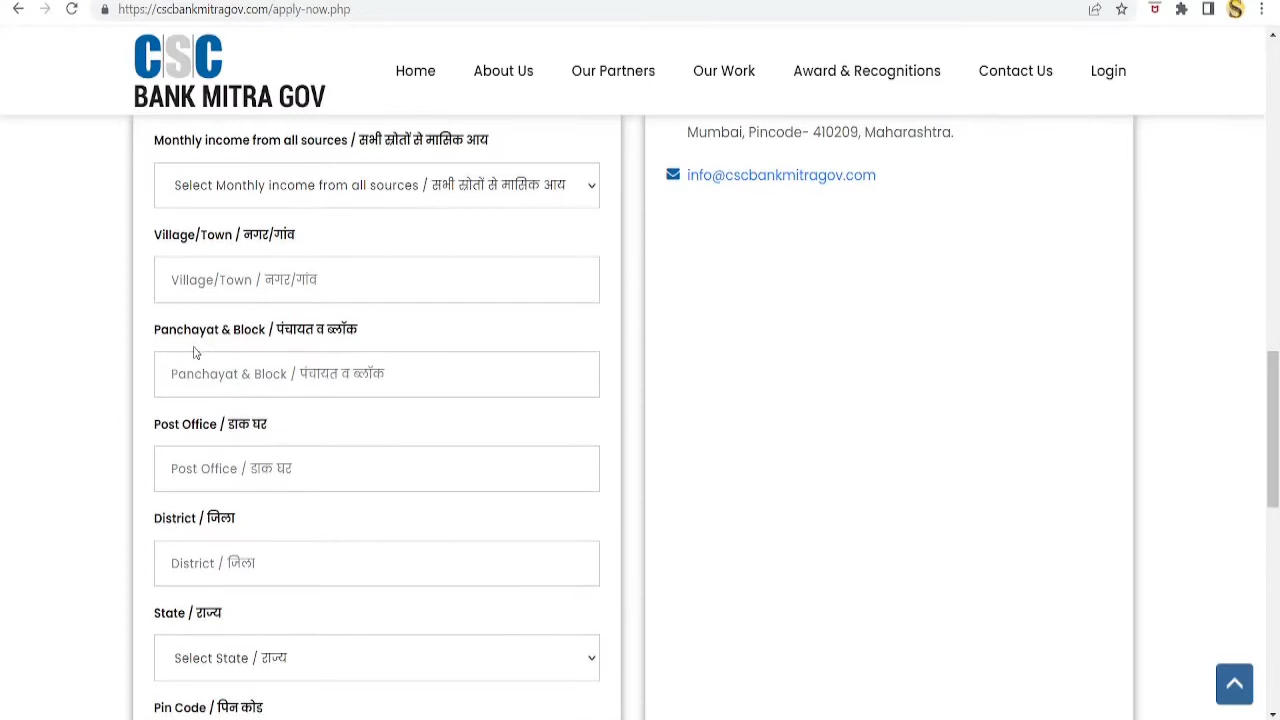 https://cscbankmitragov.com/apply-now.php
CSC
BANK MITRA GOV
Home
About Us
Our Partners
Our Work
Award & Recognitions
Contact Us
Login
Monthly income from all sources / सभी स्रोतों से मासिक आय
Select Monthly income from all sources / सभी स्रोतों से मासिक आय
Village/Town / नगर/गांव
Village/Town / नगर/गांव
Panchayat & Block / पंचायत व ब्लॉक
Panchayat & Block / पंचायत व ब्लॉक
Post Office / डाक घर
Post Office / डाक घर
District / जिला
District / जिला
State / राज्य
Select State / राज्य
Pin Code / पिन कोड
Mumbai, Pincode- 410209, Maharashtra.
info@cscbankmitragov.com